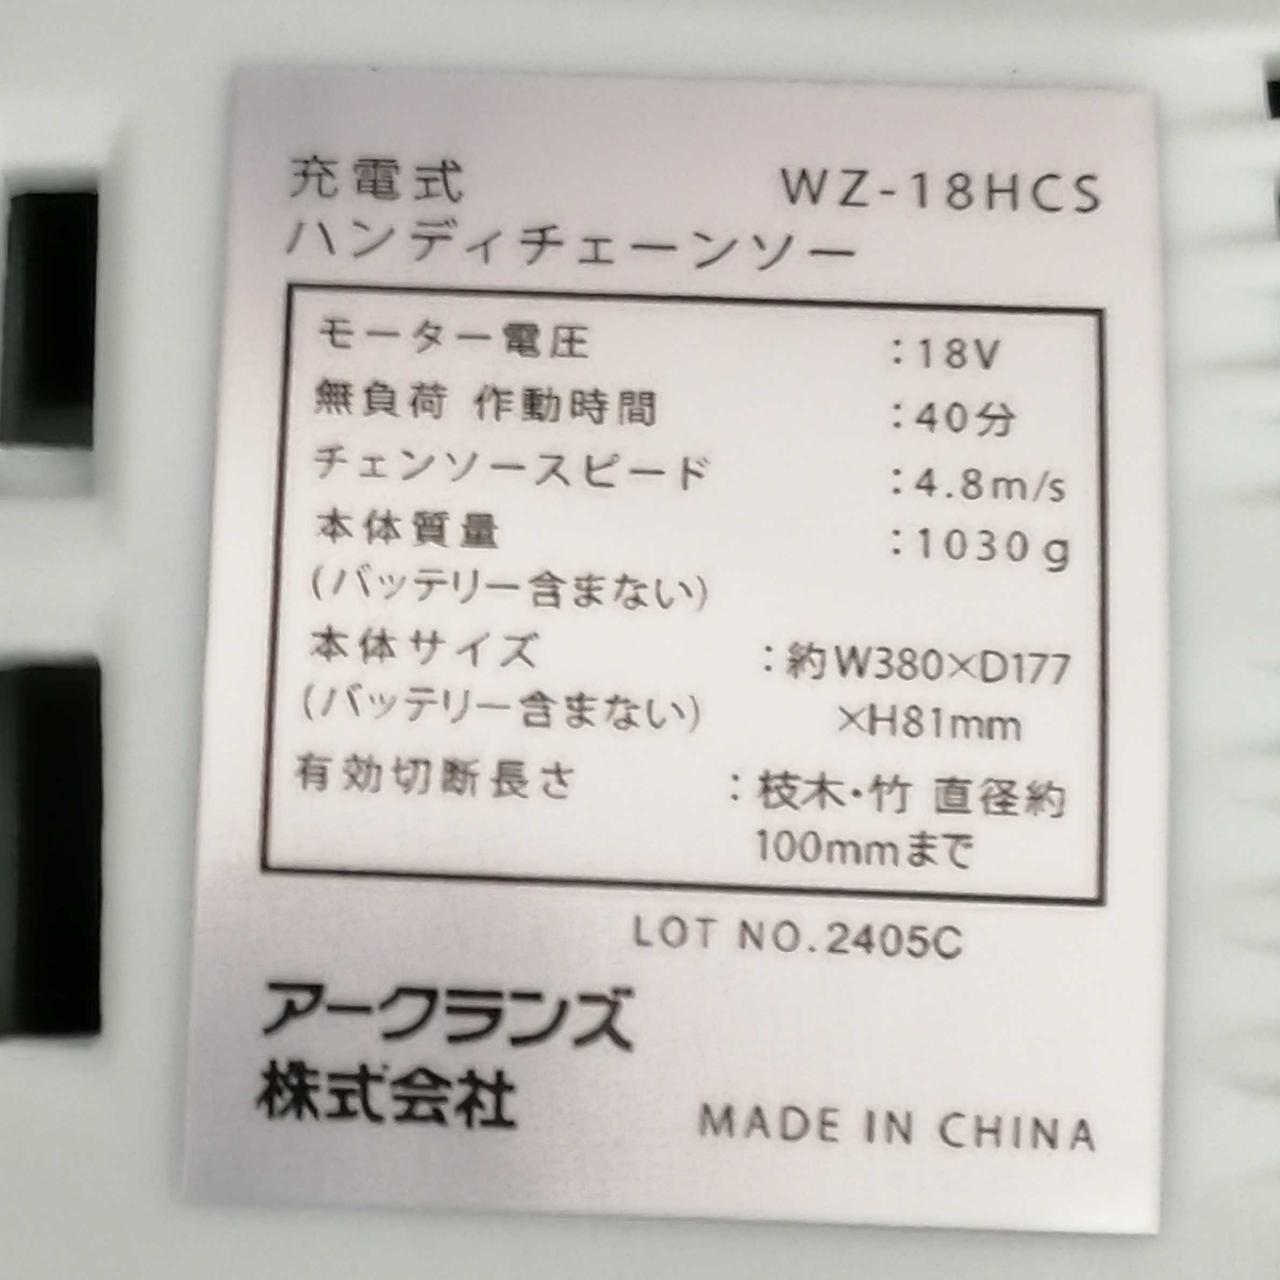 充電式 WZ-18HCS
ハンディチェーンソー
モーター電圧 :18V
無負荷 作動時間 :40分
チェンソースピード :4.8m/s
本体質量 :1030g
(バッテリー含まない)
本体サイズ :約W380×D177
(バッテリー含まない) ×H81mm
有効切断長さ :枝木・竹 直径約
100mmまで
LOT NO.2405C
アークランズ
株式会社
MADE IN CHINA